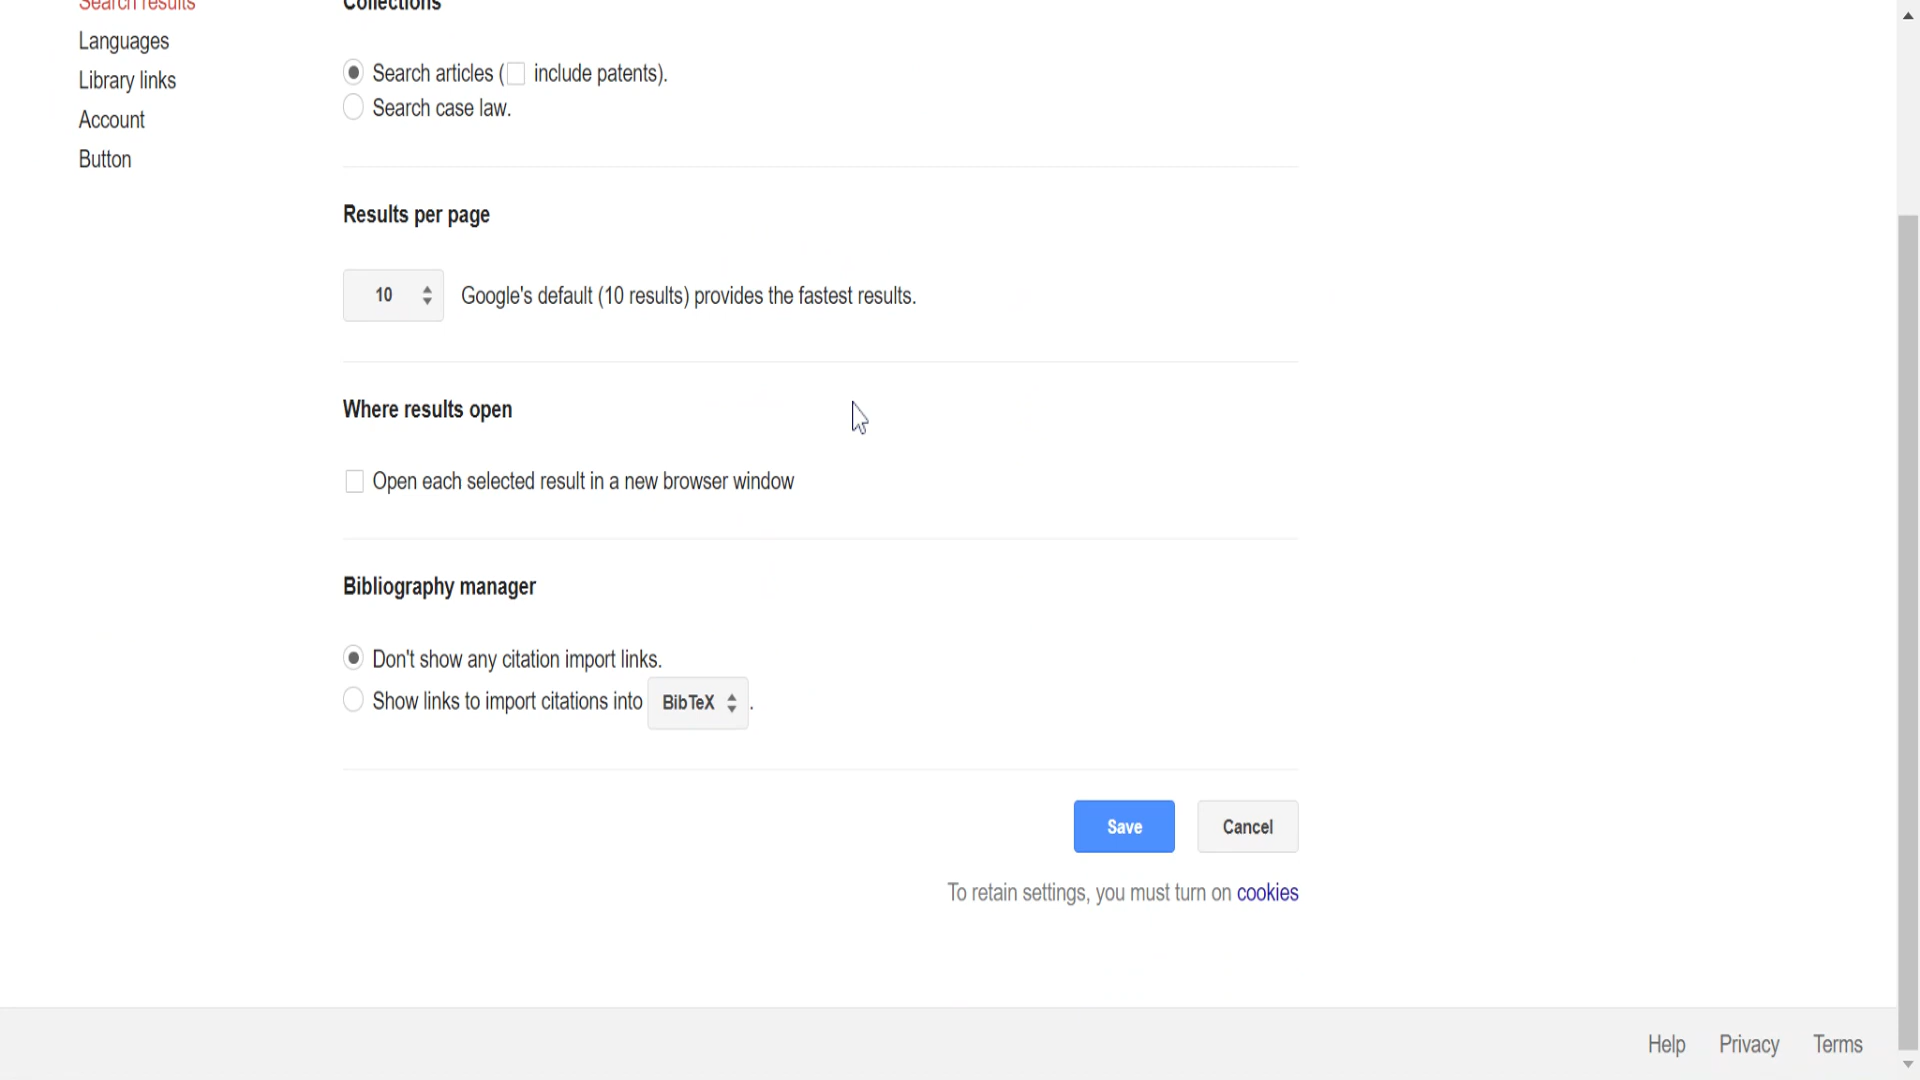 Search results
Collections
Languages
Library links
Account
Button
Search articles ( include patents).
Search case law.
Results per page
10 Google's default (10 results) provides the fastest results.
Where results open
Open each selected result in a new browser window
Bibliography manager
Don't show any citation import links.
Show links to import citations into BibTeX .
Save Cancel
To retain settings, you must turn on cookies
Help Privacy Terms